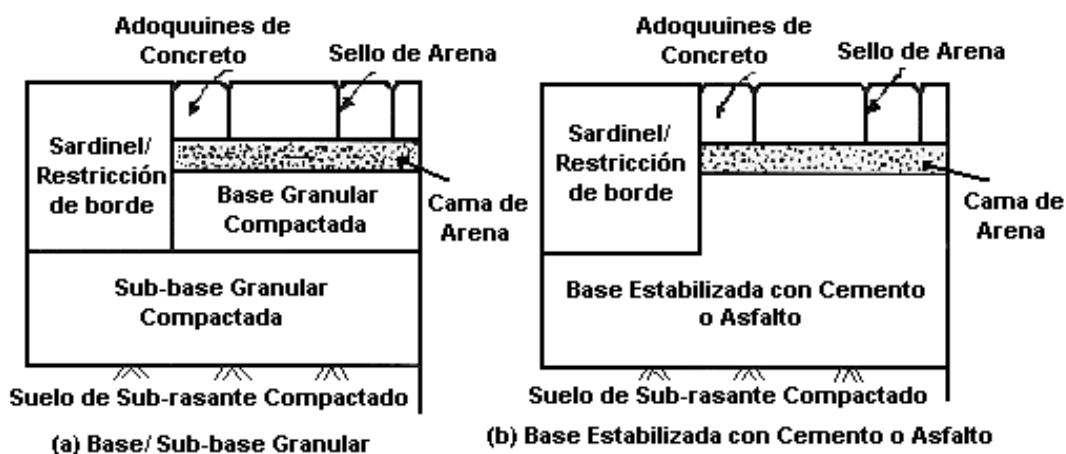 Adoquuines de
Concreto
Sello de Arena
Sardinel/
Restricción
de borde
Base Granular
Compactada
Cama de
Arena
Sub-base Granular
Compactada
Suelo de Sub-rasante Compactado
(a) Base/ Sub-base Granular
Adoquuines de
Concreto
Sello de Arena
Sardinel/
Restricción
de borde
Cama de
Arena
Base Estabilizada con Cemento
o Asfalto
Suelo de Sub-rasante Compactado
(b) Base Estabilizada con Cemento o Asfalto